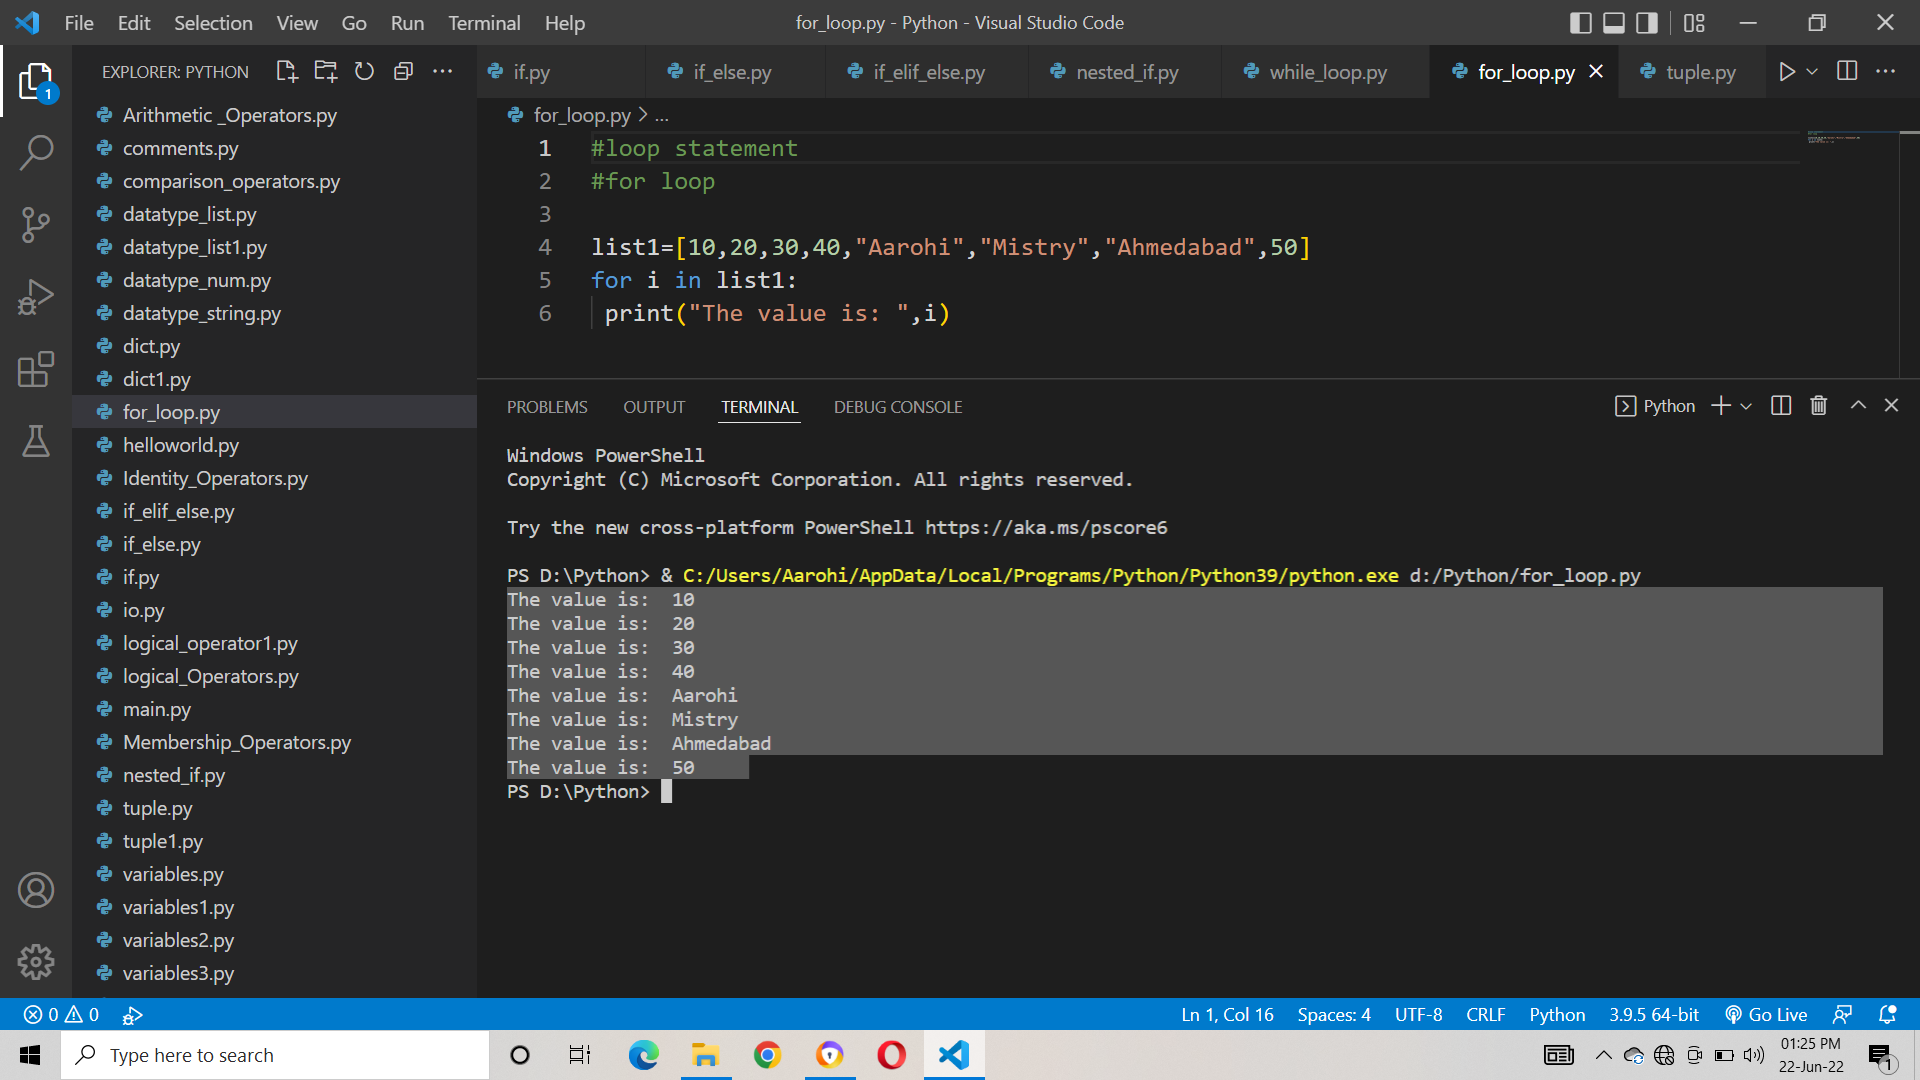 File Edit Selection View Go Run Terminal Help for_loop.py - Python - Visual Studio Code
EXPLORER: PYTHON
if.py if_else.py if_elif_else.py nested_if.py while_loop.py for_loop.py tuple.py
1
Arithmetic _Operators.py
comments.py
comparison_operators.py
datatype_list.py
datatype_list1.py
datatype_num.py
datatype_string.py
dict.py
dict1.py
for_loop.py
helloworld.py
Identity_Operators.py
if_elif_else.py
if_else.py
if.py
io.py
logical_operator1.py
logical_Operators.py
main.py
Membership_Operators.py
nested_if.py
tuple.py
tuple1.py
variables.py
variables1.py
variables2.py
variables3.py
for_loop.py > ...
1 #loop statement
2 #for loop
3
4 list1=[10,20,30,40,"Aarohi","Mistry","Ahmedabad",50]
5 for i in list1:
6 print("The value is: ",i)
PROBLEMS OUTPUT TERMINAL DEBUG CONSOLE Python
Windows PowerShell
Copyright (C) Microsoft Corporation. All rights reserved.
Try the new cross-platform PowerShell https://aka.ms/pscore6
PS D:\Python> & C:/Users/Aarohi/AppData/Local/Programs/Python/Python39/python.exe d:/Python/for_loop.py
The value is:  10
The value is:  20
The value is:  30
The value is:  40
The value is:  Aarohi
The value is:  Mistry
The value is:  Ahmedabad
The value is:  50
PS D:\Python>
0 0 Ln 1, Col 16 Spaces: 4 UTF-8 CRLF Python 3.9.5 64-bit Go Live
Type here to search
01:25 PM
22-Jun-22
1